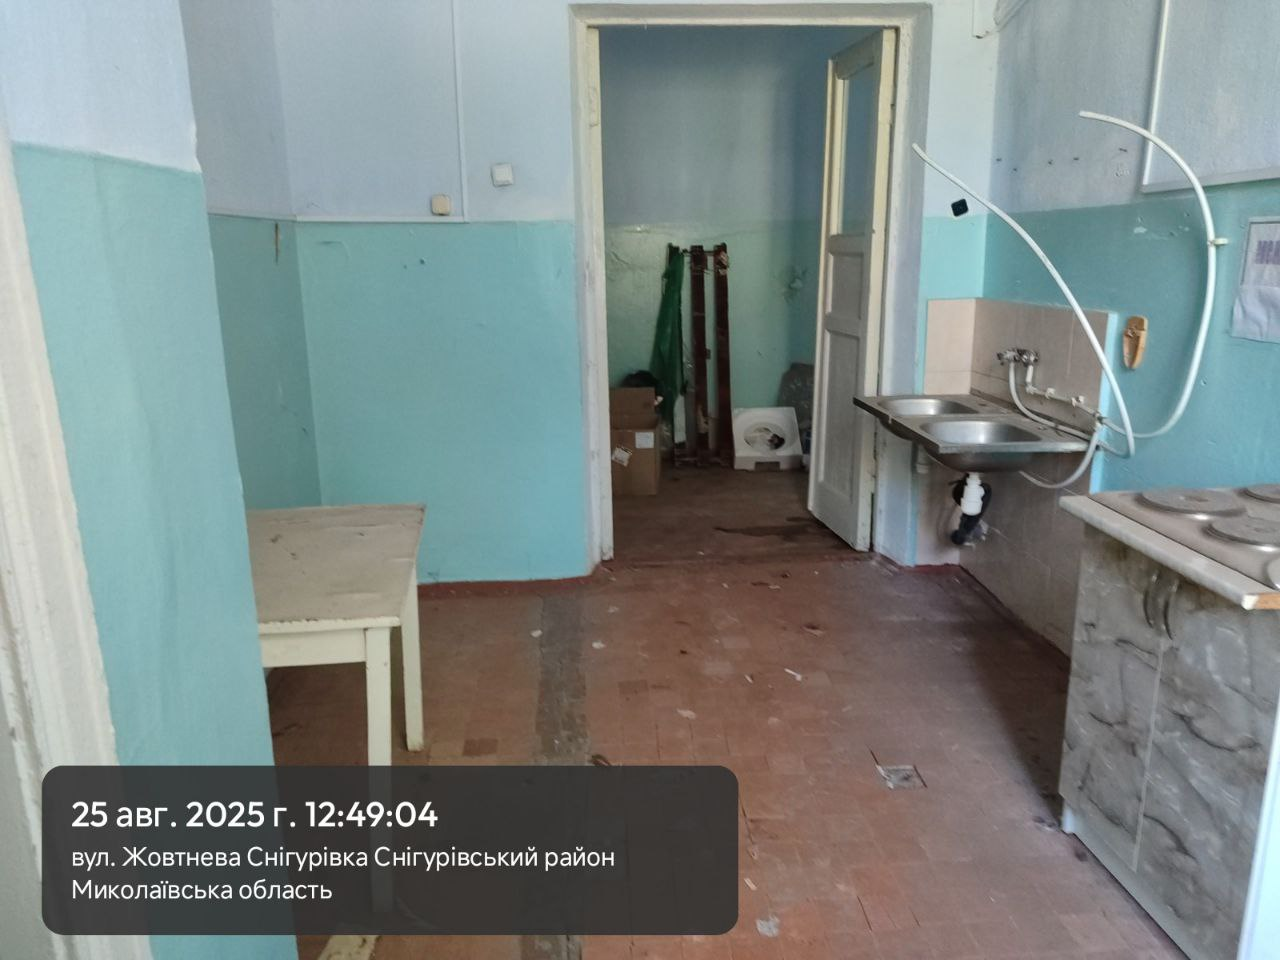 25 авг. 2025 г. 12:49:04
вул. Жовтнева Снігурівка Снігурівський район
Миколаївська область